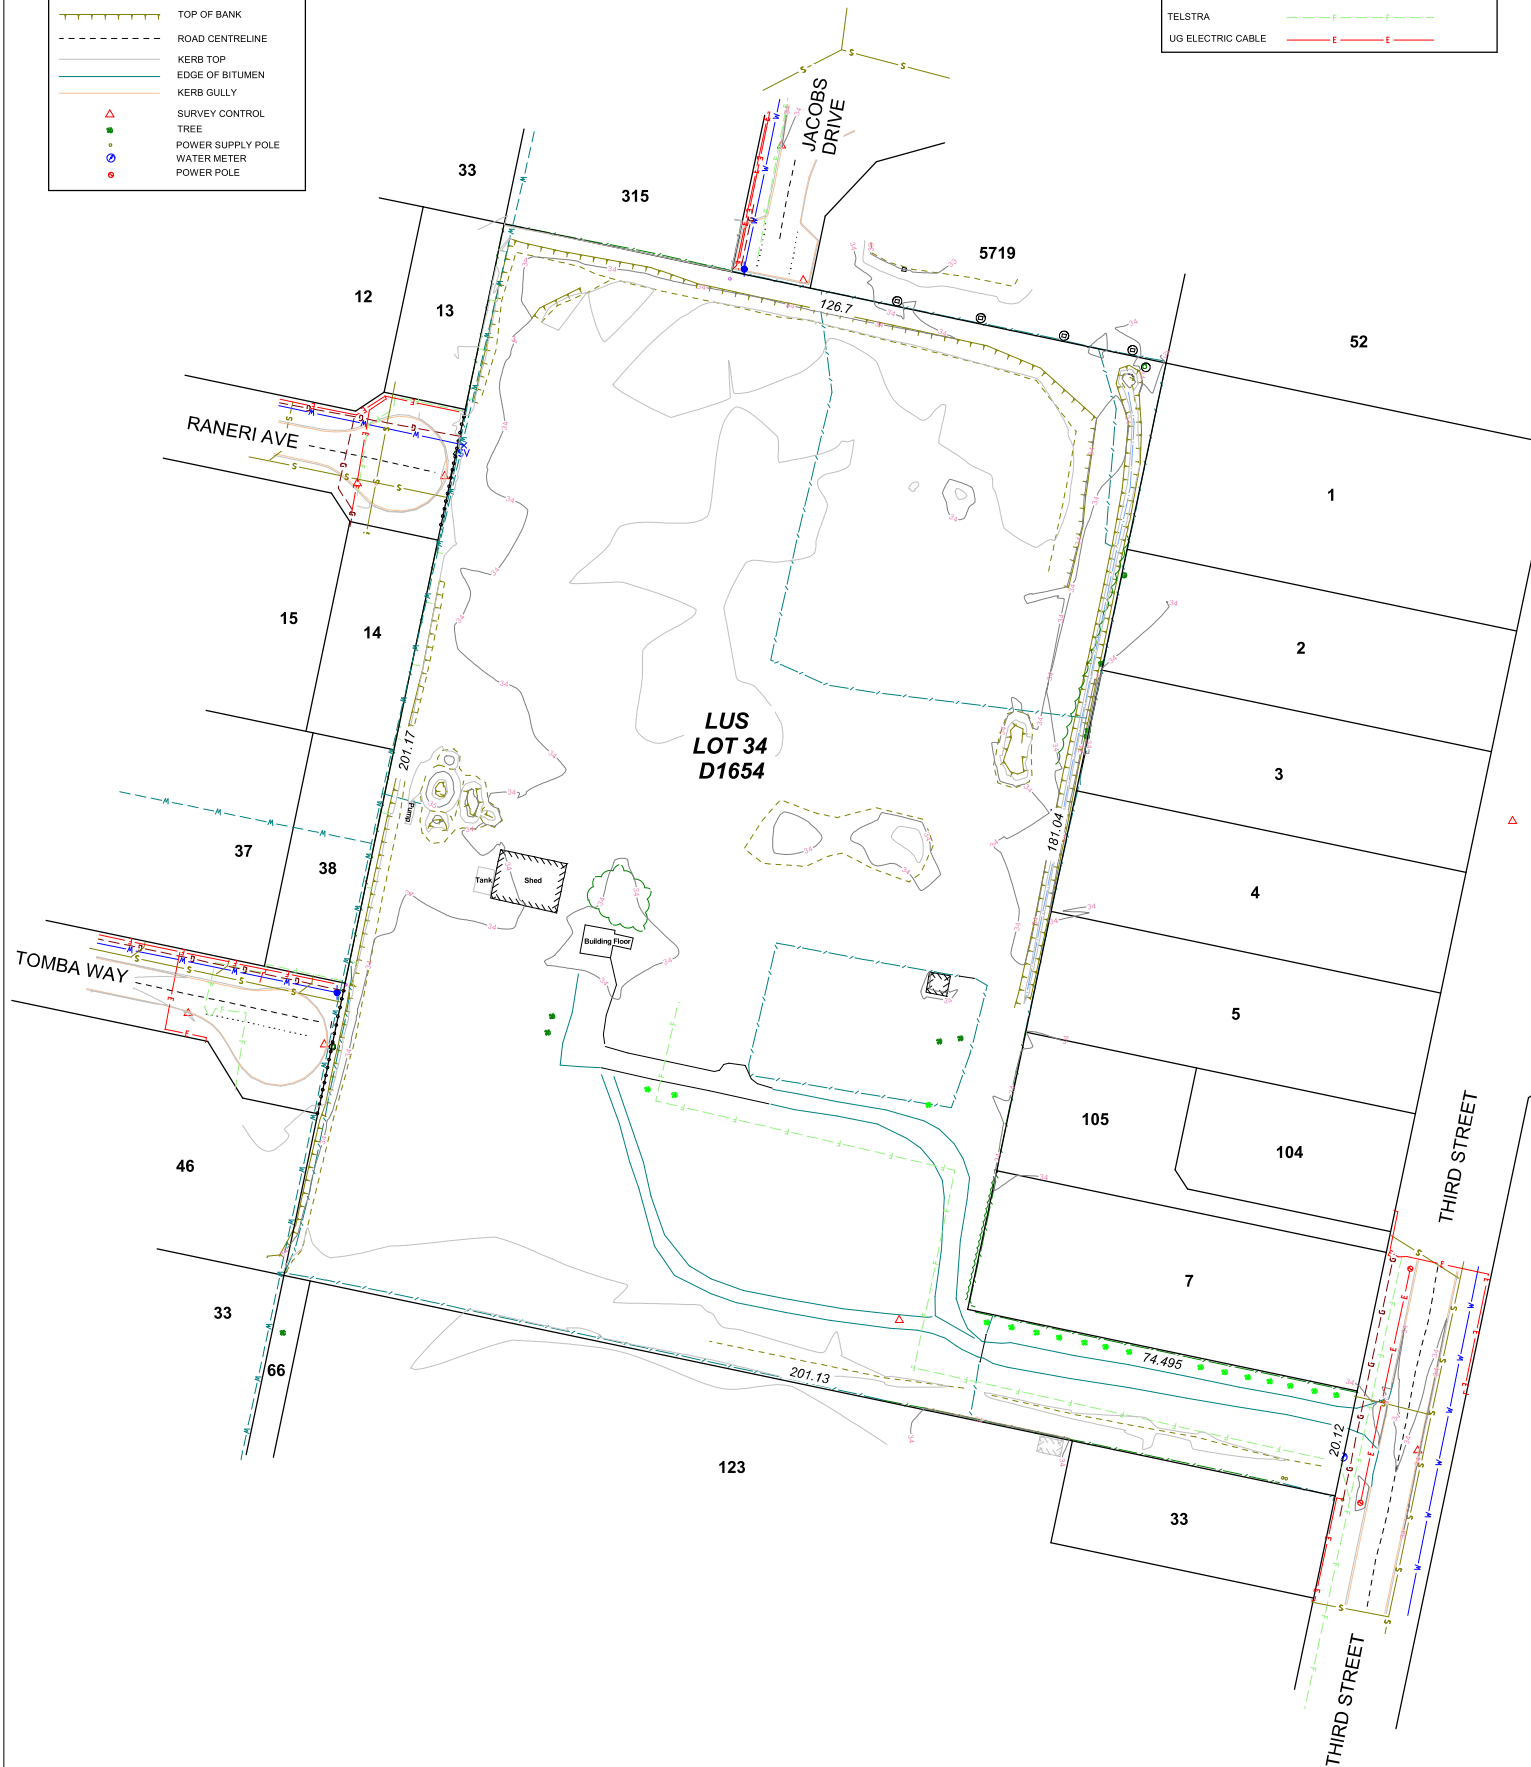 TOP OF BANK
ROAD CENTRELINE
KERB TOP
EDGE OF BITUMEN
KERB GULLY
SURVEY CONTROL
TREE
POWER SUPPLY POLE
WATER METER
POWER POLE
TELSTRA
UG ELECTRIC CABLE
JACOBS
DRIVE
33
315
5719
52
12
13
126.7
RANERI AVE
1
15
14
2
LUS
LOT 34
D1654
201.17
3
Pump
181.04
37
38
Tank
Shed
4
Building Floor
TOMBA WAY
5
46
105
104
THIRD STREET
7
33
66
74.495
201.13
20.12
123
33
THIRD STREET